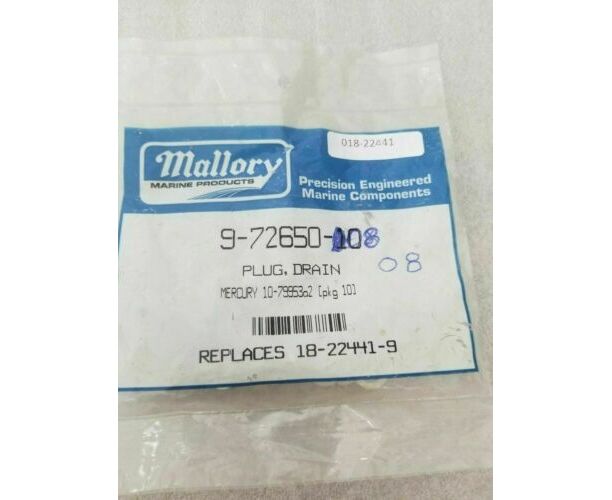 018-22441
Mallory
MARINE PRODUCTS
Precision Engineered
Marine Components
9-72650-108
PLUG, DRAIN
08
MERCURY 10-79953a2 [pkg 10]
REPLACES 18-22441-9